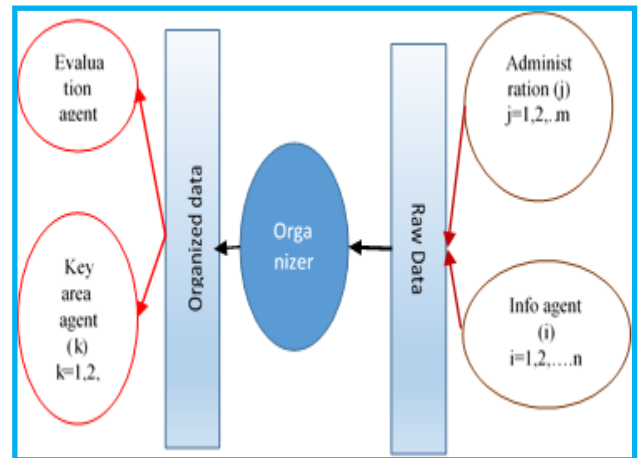 Evalua
tion
agent
Key
area
agent
(k)
k=1,2,
Organized data
Orga
nizer
Raw Data
Administ
ration (j)
j=1,2,..m
Info agent
(i)
i=1,2,....n